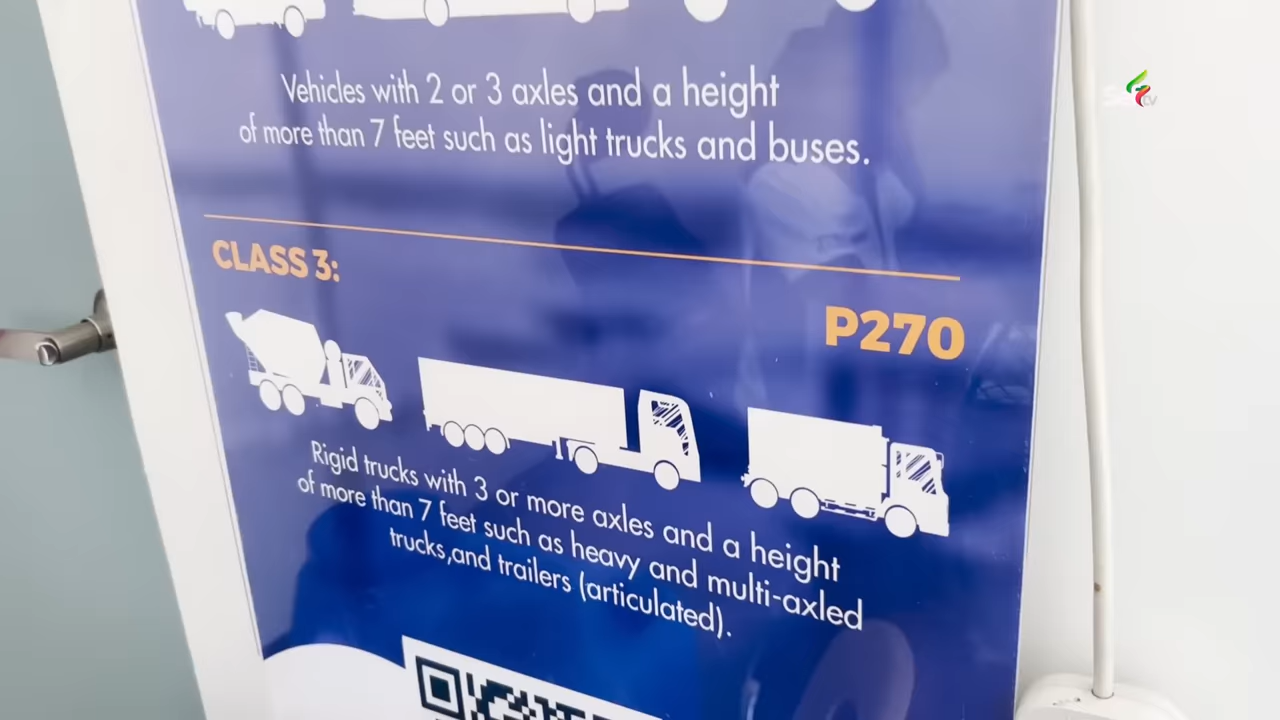 Vehicles with 2 or 3 axles and a height
of more than 7 feet such as light trucks and buses.
CLASS 3:
P270
Rigid trucks with 3 or more axles and a height
of more than 7 feet such as heavy and multi-axled
trucks,and trailers (articulated).